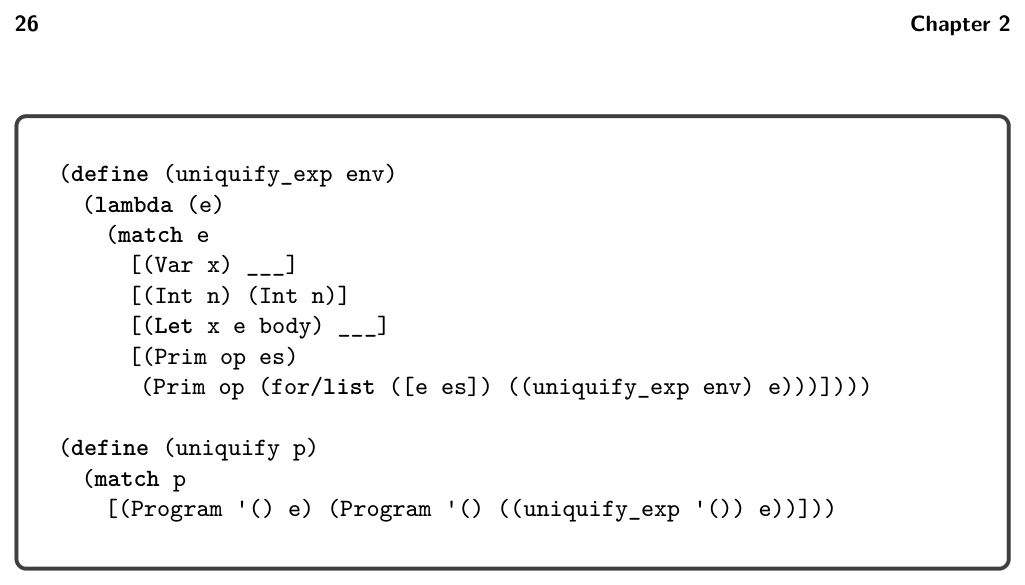 26 Chapter 2
(define (uniquify_exp env)
(lambda (e)
(match e
[(Var x) ___]
[(Int n) (Int n)]
[(Let x e body) ___]
[(Prim op es)
(Prim op (for/list ([e es]) ((uniquify_exp env) e)))])))
(define (uniquify p)
(match p
[(Program '() e) (Program '() ((uniquify_exp '()) e))]))